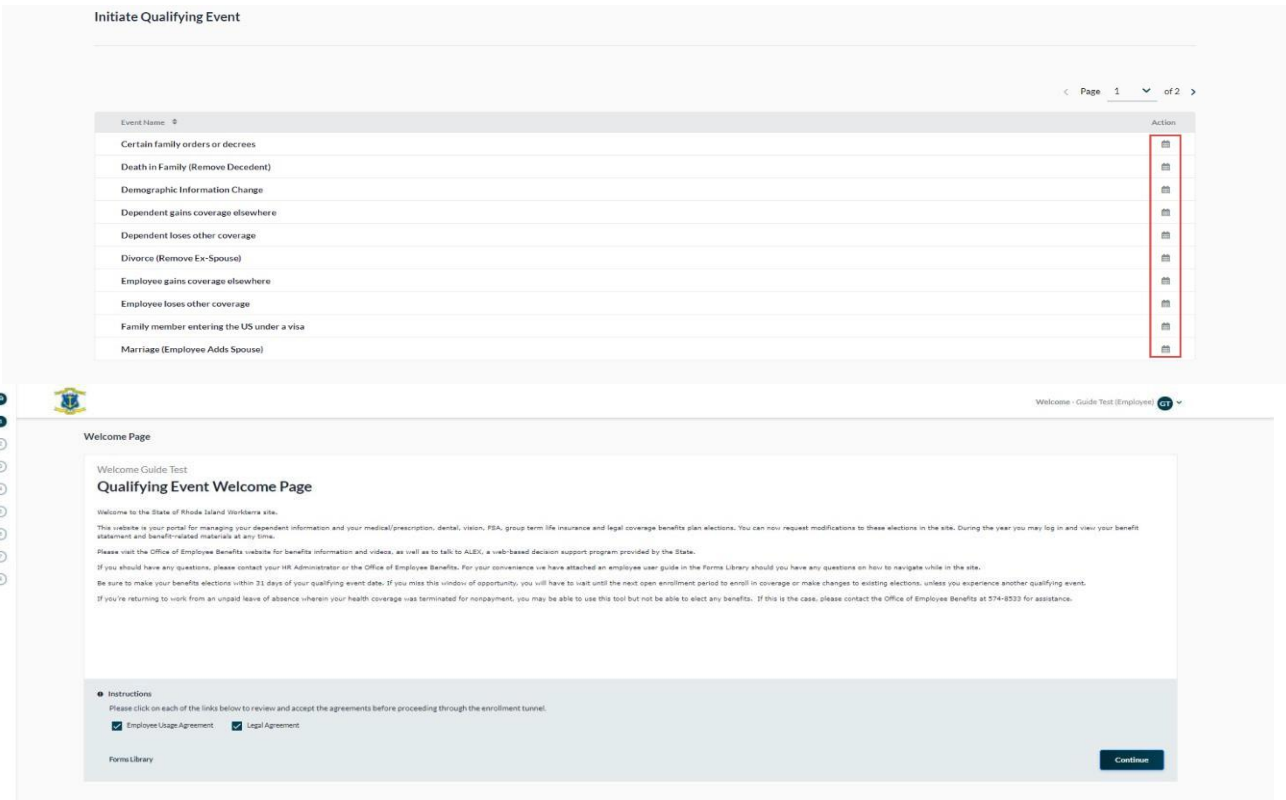 Initiate Qualifying Event
Page 1 of 2
Event Name Action
Certain family orders or decrees
Death in Family (Remove Decedent)
Demographic Information Change
Dependent gains coverage elsewhere
Dependent loses other coverage
Divorce (Remove Ex-Spouse)
Employee gains coverage elsewhere
Employee loses other coverage
Family member entering the US under a visa
Marriage (Employee Adds Spouse)
Welcome - Guide Test (Employee) GT
Welcome Page
Welcome Guide Test
Qualifying Event Welcome Page
Welcome to the State of Rhode Island Workterra site.
This website is your portal for managing your dependent information and your medical/prescription, dental, vision, FSA, group term life insurance and legal coverage benefits plan elections. You can now request modifications to these elections in the site. During the year you may log in and view your benefit
statement and benefit-related materials at any time.
Please visit the Office of Employee Benefits website for benefits information and videos, as well as to talk to ALEX, a web-based decision support program provided by the State.
If you should have any questions, please contact your HR Administrator or the Office of Employee Benefits. For your convenience we have attached an employee user guide in the Forms Library should you have any questions on how to navigate while in the site.
Be sure to make your benefits elections within 31 days of your qualifying event date. If you miss this window of opportunity, you will have to wait until the next open enrollment period to enroll in coverage or make changes to existing elections, unless you experience another qualifying event.
If you're returning to work from an unpaid leave of absence wherein your health coverage was terminated for nonpayment, you may be able to use this tool but not be able to elect any benefits. If this is the case, please contact the Office of Employee Benefits at 574-8533 for assistance.
Instructions
Please click on each of the links below to review and accept the agreements before proceeding through the enrollment tunnel.
Employee Usage Agreement Legal Agreement
Forms Library Continue